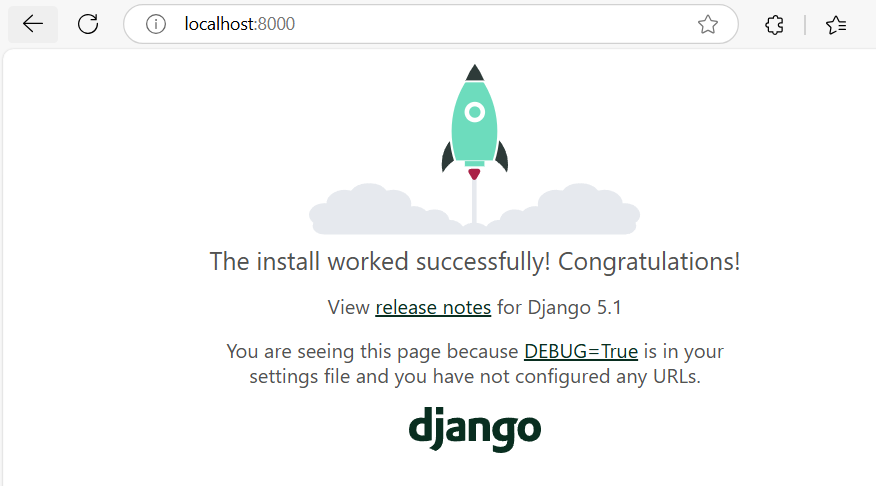 localhost:8000
The install worked successfully! Congratulations!
View release notes for Django 5.1
You are seeing this page because DEBUG=True is in your
settings file and you have not configured any URLs.
django